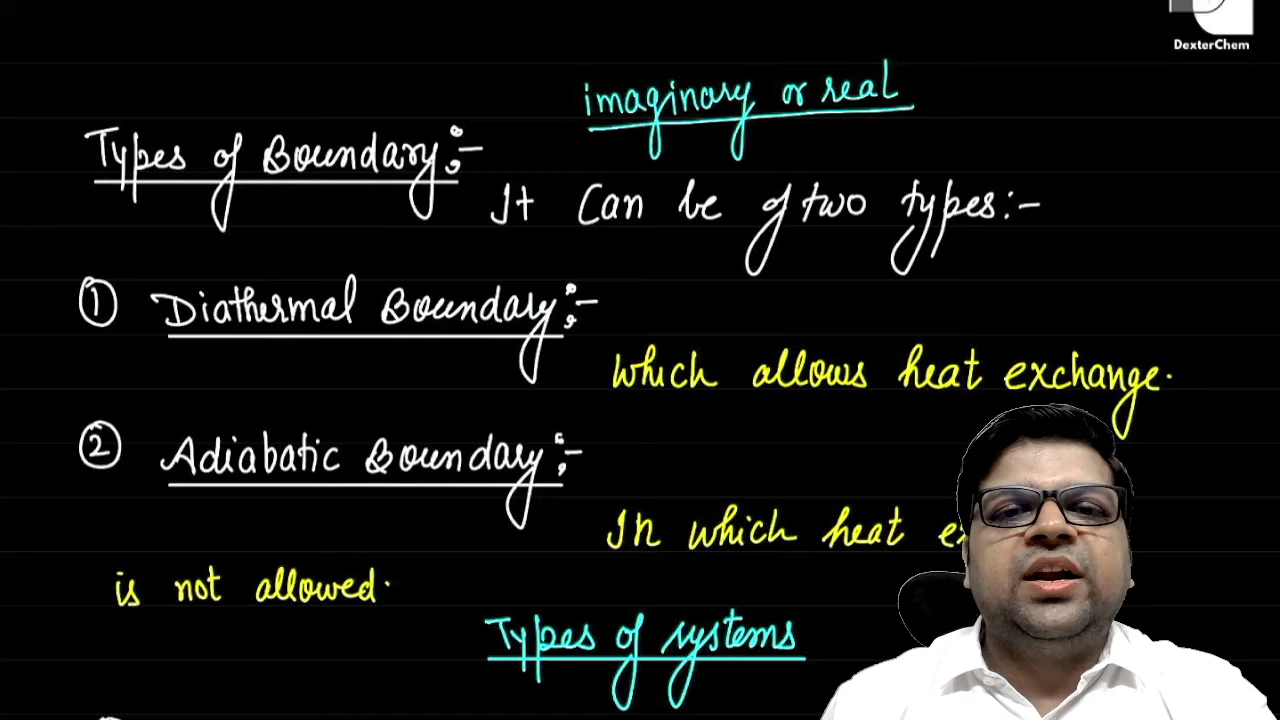 DexterChem
imaginary or real
Types of Boundary:-
It can be of two types:-
① Diathermal Boundary:-
Which allows heat exchange.
② Adiabatic Boundary:-
In which heat
is not allowed.
Types of systems